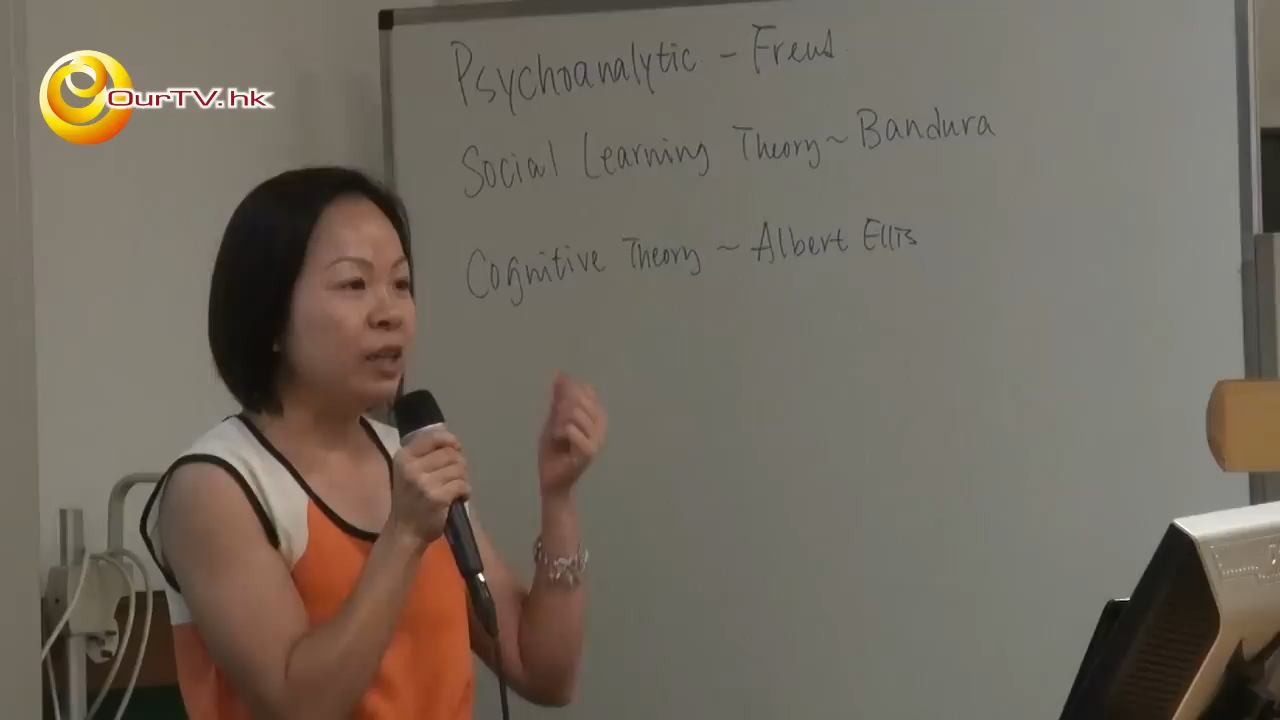 OurTV.hk
Psychoanalytic - Freud
Social Learning Theory ~ Bandura
Cognitive Theory ~ Albert Ellis